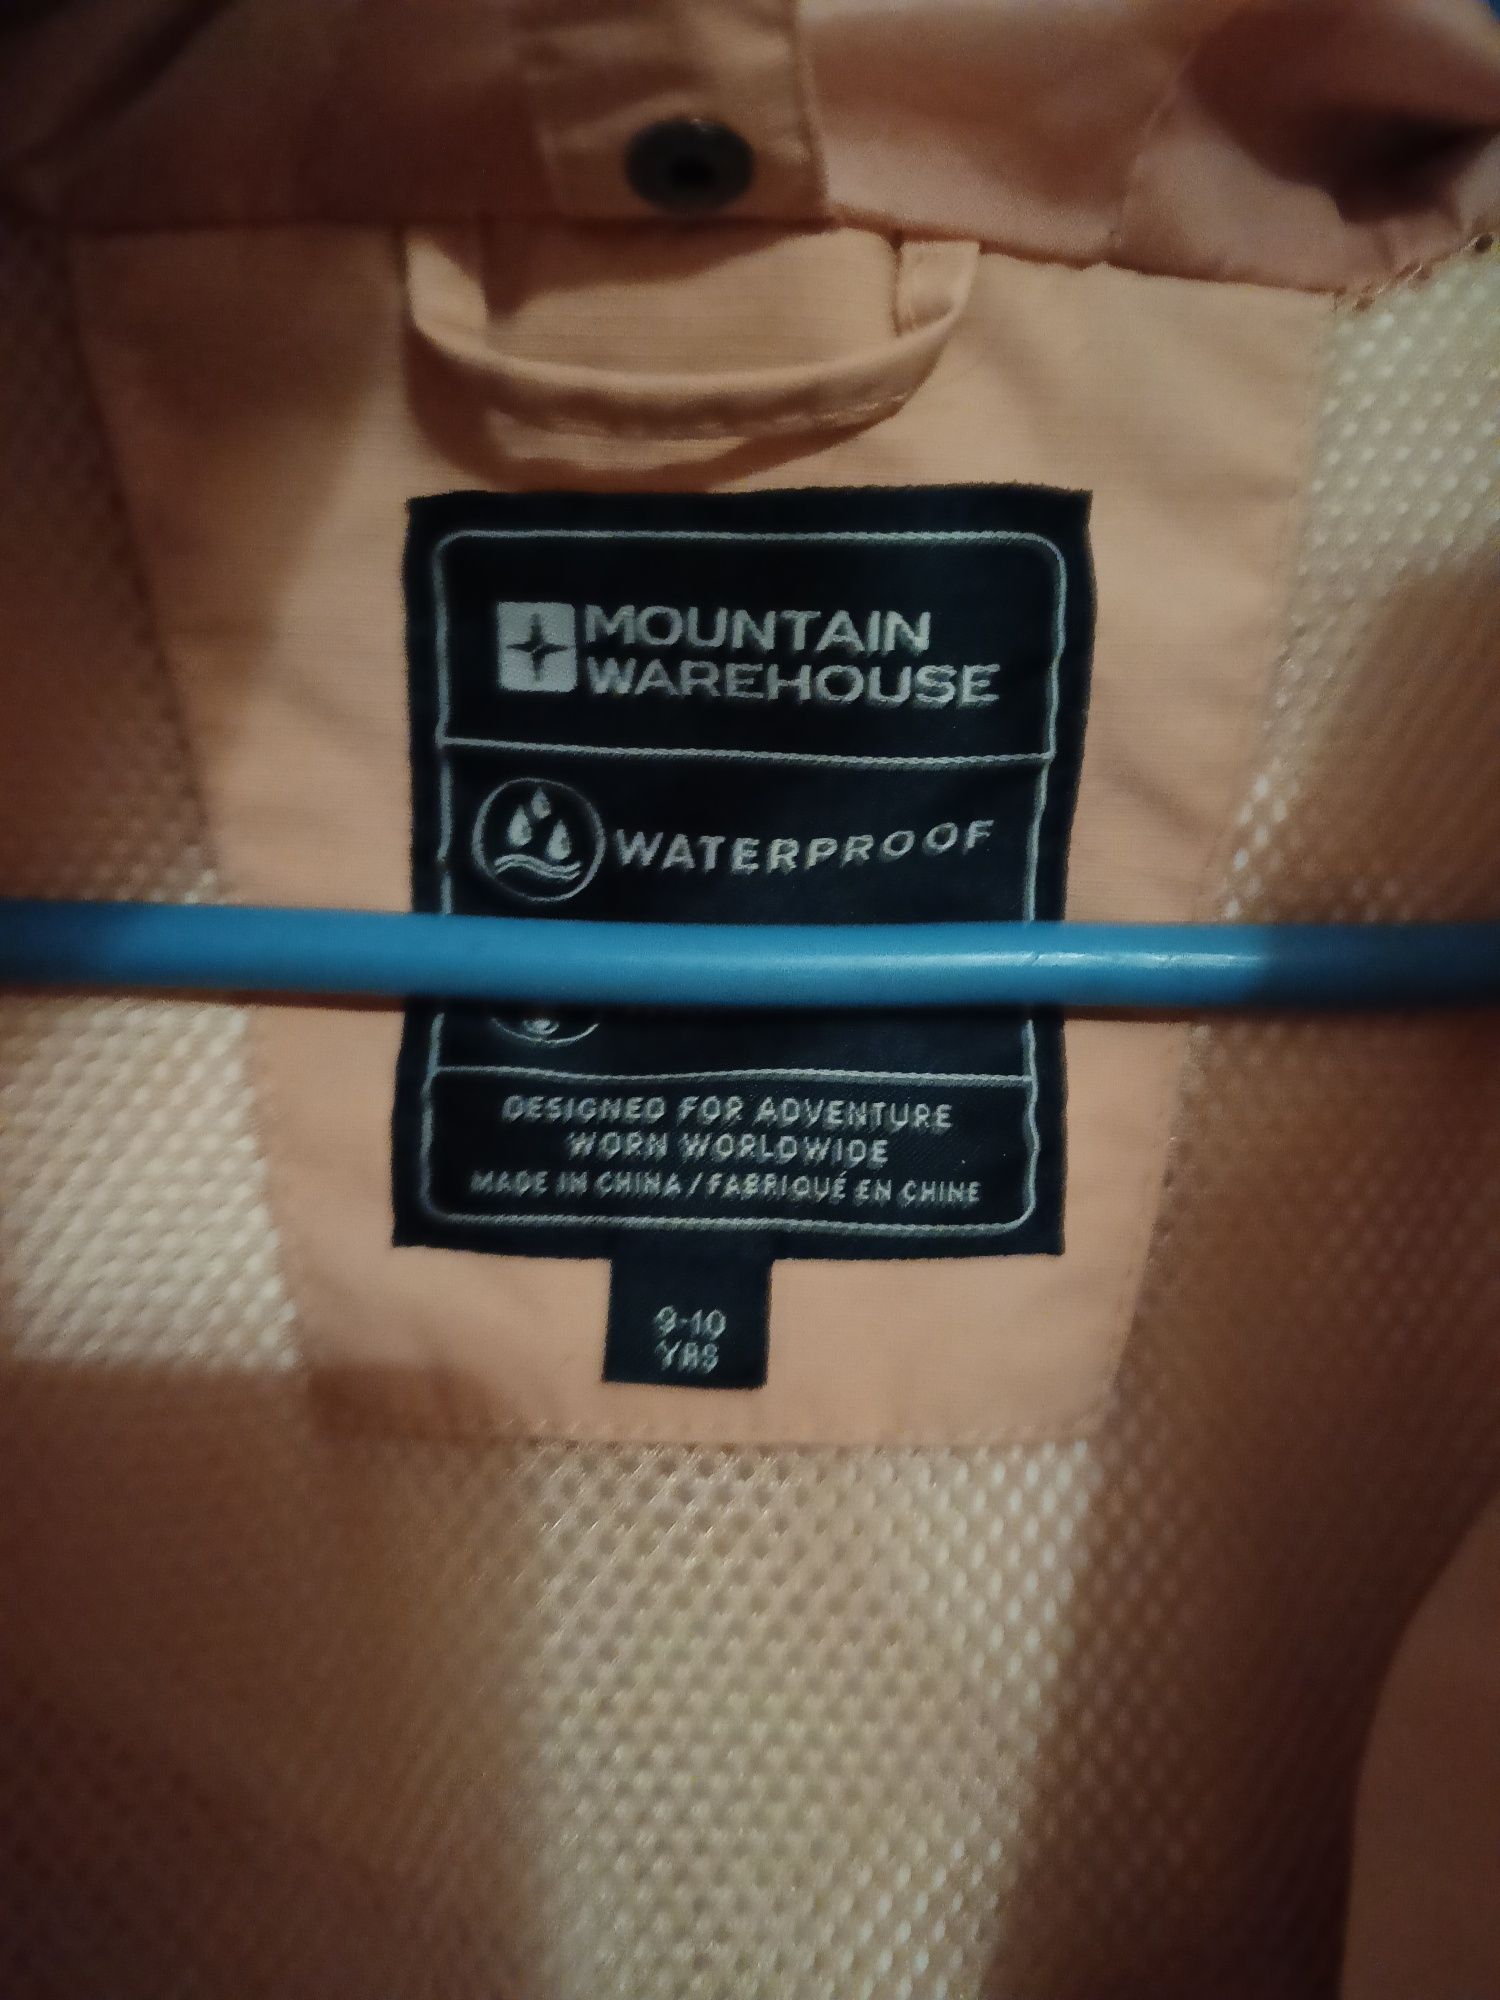 MOUNTAIN
WAREHOUSE
WATERPROOF
DESIGNED FOR ADVENTURE
WORN WORLDWIDE
MADE IN CHINA / FABRIQUÉ EN CHINE
9-10
YRS